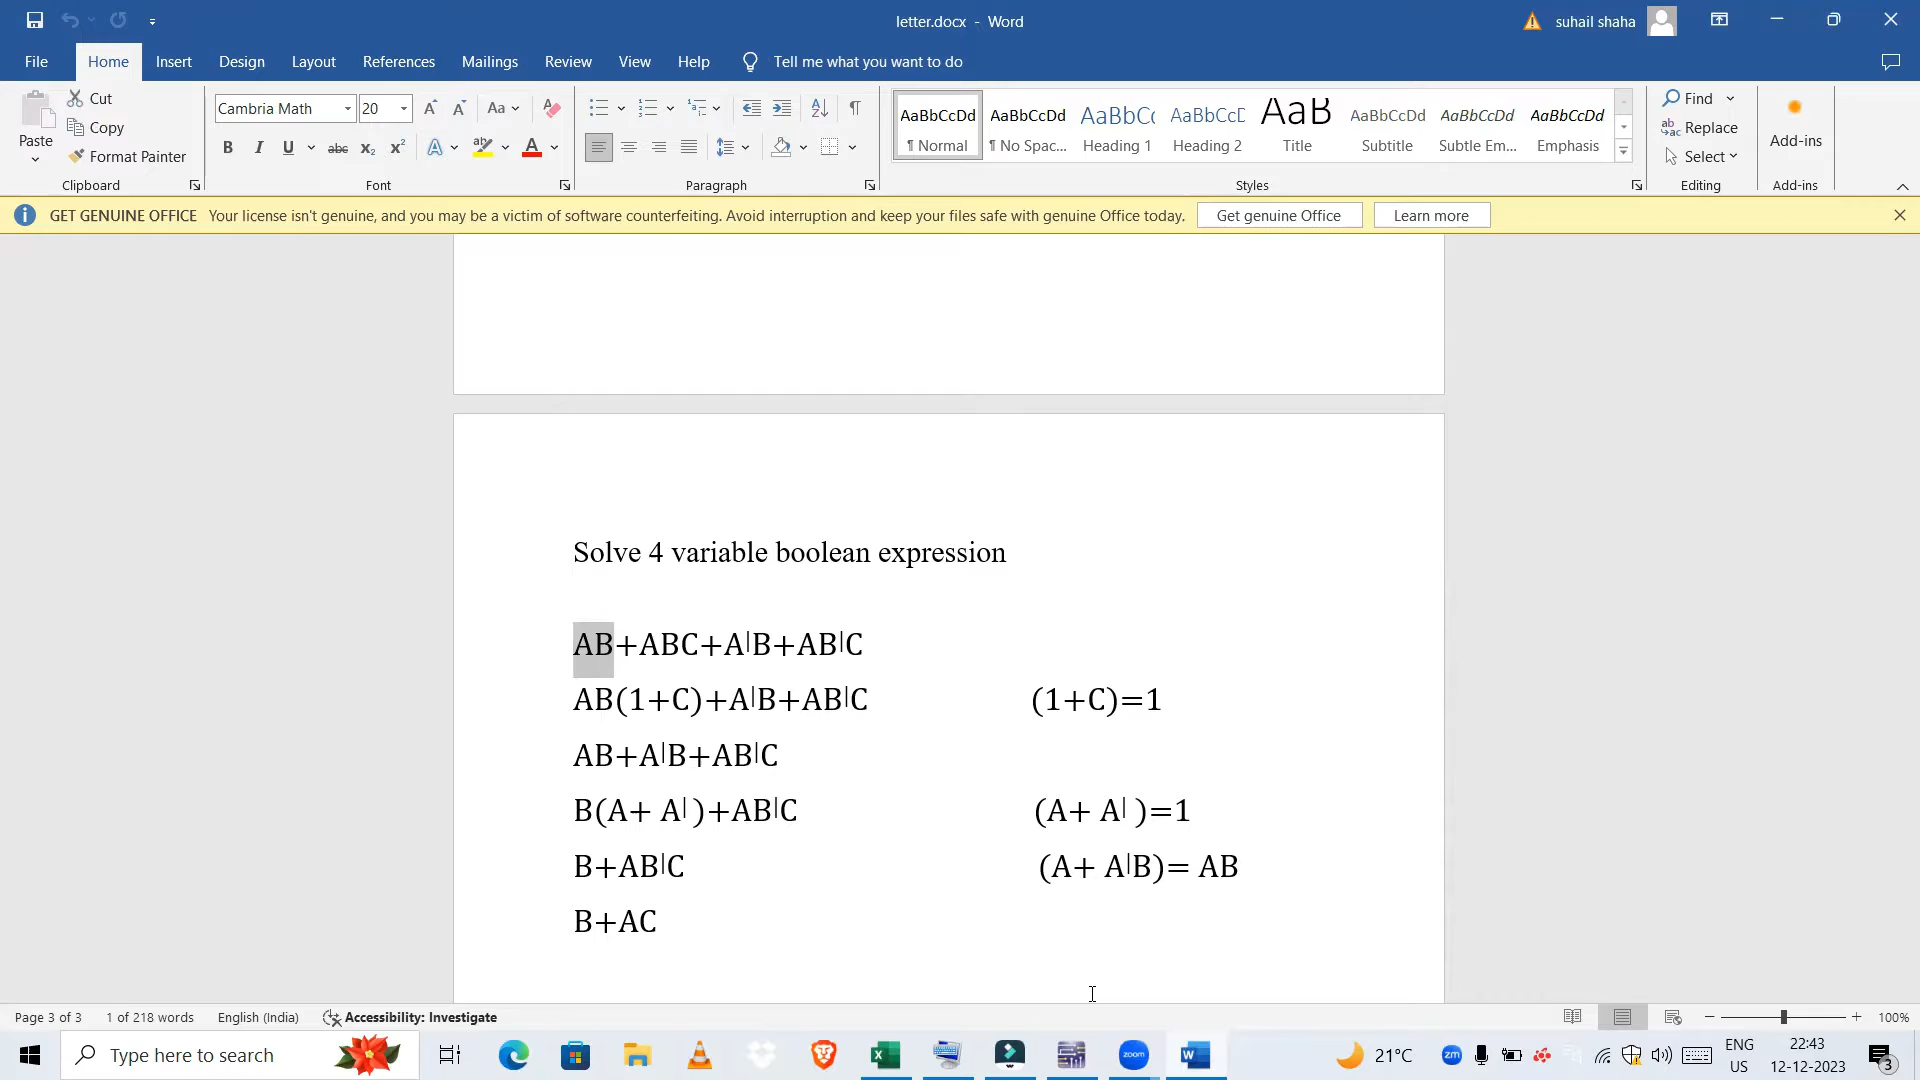 letter.docx - Word
suhail shaha
File Home Insert Design Layout References Mailings Review View Help Tell me what you want to do
Paste
Cut
Copy
Format Painter
Clipboard
Cambria Math 20
Font
Paragraph
AaBbCcDd ¶ Normal
AaBbCcDd ¶ No Spac...
AaBbCc Heading 1
AaBbCcD Heading 2
AaB Title
AaBbCcDd Subtitle
AaBbCcDd Subtle Em...
AaBbCcDd Emphasis
Styles
Find
Replace
Select
Editing
Add-ins
Add-ins
GET GENUINE OFFICE Your license isn't genuine, and you may be a victim of software counterfeiting. Avoid interruption and keep your files safe with genuine Office today. Get genuine Office Learn more
Solve 4 variable boolean expression
AB+ABC+A|B+AB|C
AB(1+C)+A|B+AB|C (1+C)=1
AB+A|B+AB|C
B(A+ A| )+AB|C (A+ A| )=1
B+AB|C (A+ A|B)= AB
B+AC
Page 3 of 3 1 of 218 words English (India) Accessibility: Investigate 100%
Type here to search
zoom
21°C
zm
ENG
US
22:43
12-12-2023
3